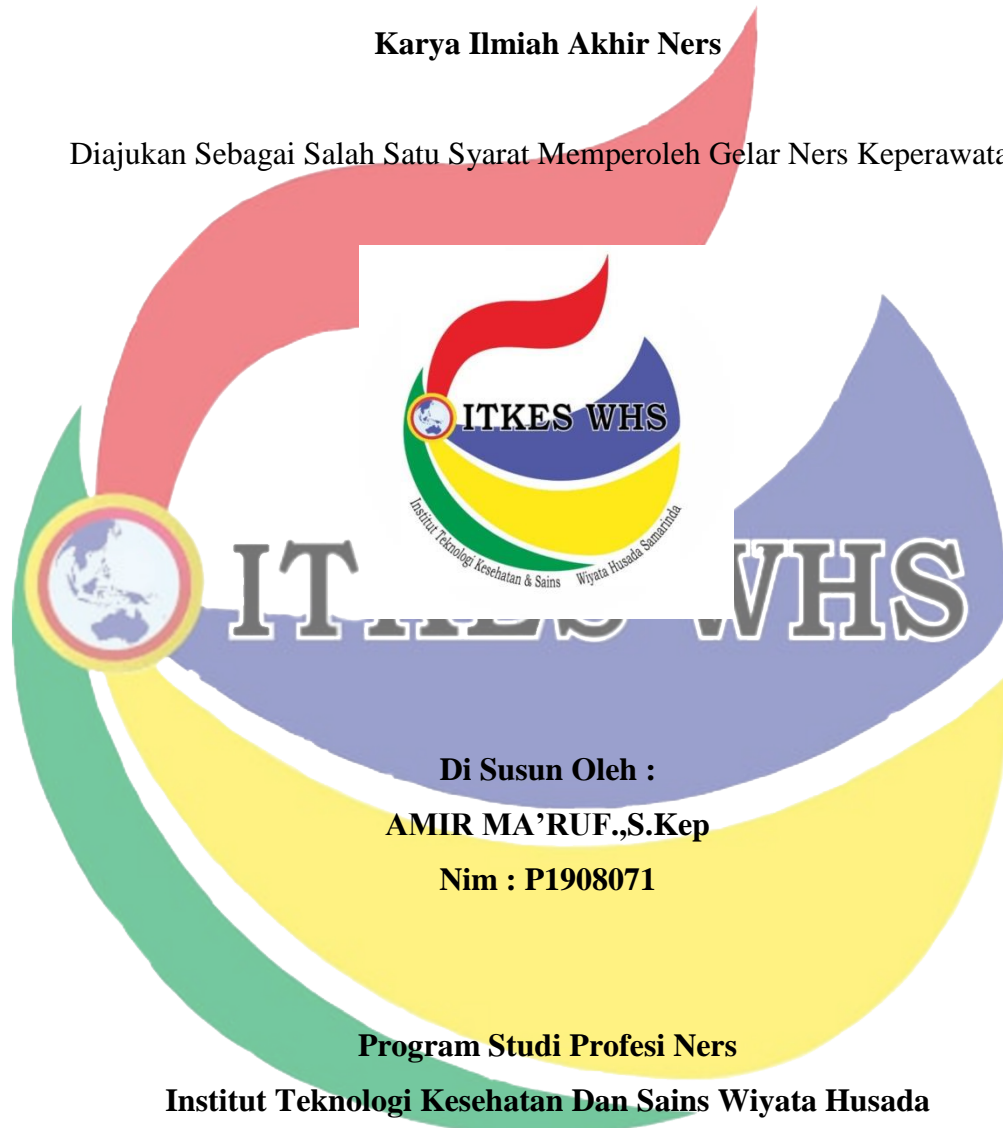 Karya Ilmiah Akhir Ners
Diajukan Sebagai Salah Satu Syarat Memperoleh Gelar Ners
ITKES WHS
Institut Teknologi Kesehatan & Sains Wiyata Husada Samarinda
WHS
Di Susun Oleh :
AMIR MA’RUF.,S.Kep
Nim : P1908071
Program Studi Profesi Ners
Institut Teknologi Kesehatan Dan Sains Wiyata Husada